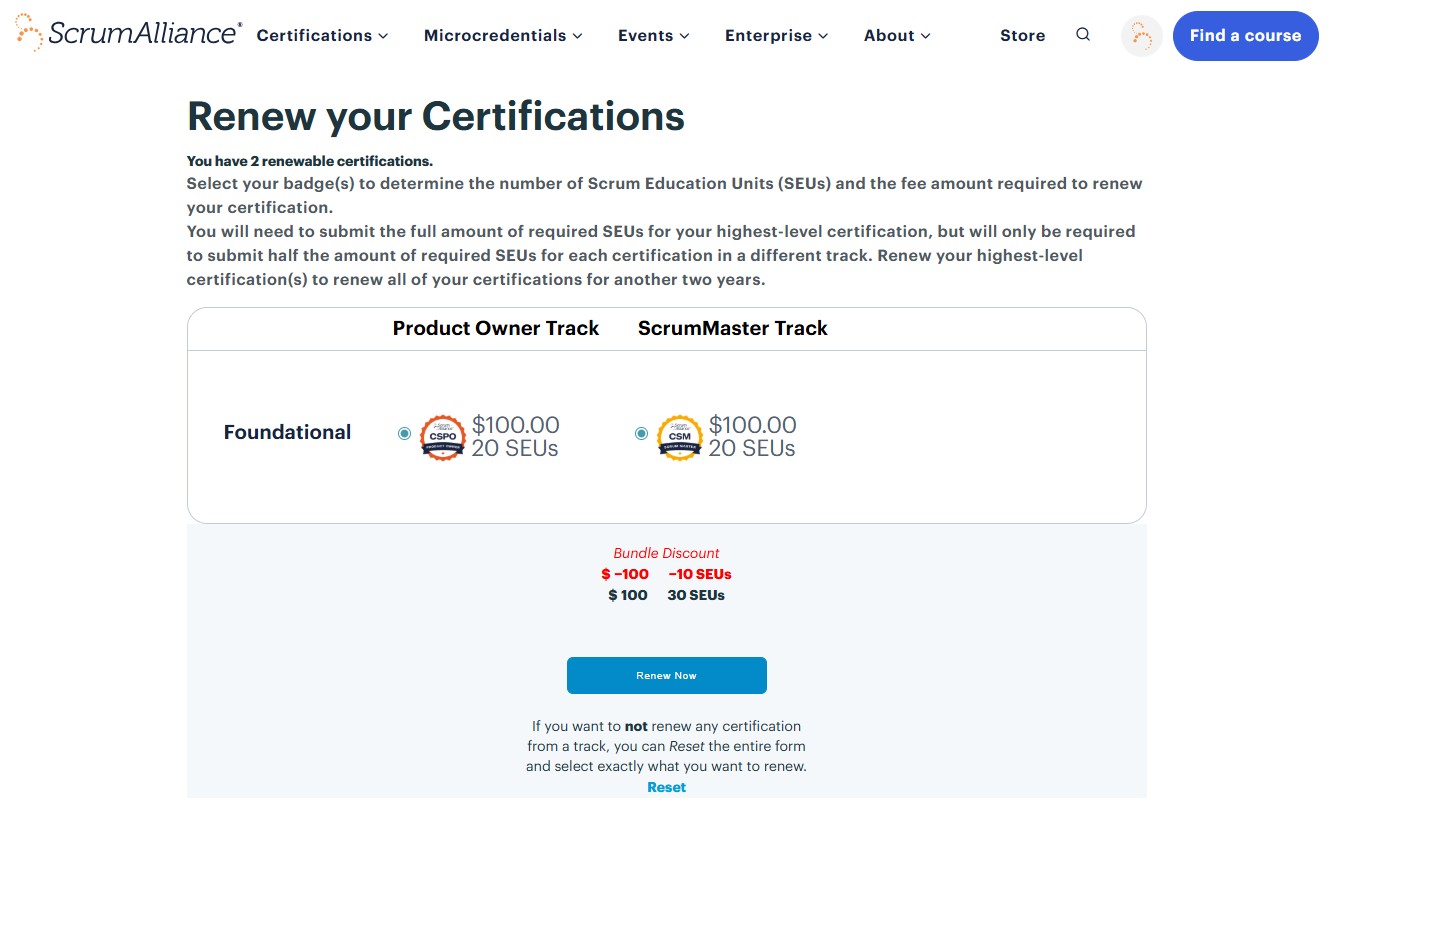 ScrumAlliance®
Certifications
Microcredentials
Events
Enterprise
About
Store
Find a course
Renew your Certifications
You have 2 renewable certifications.
Select your badge(s) to determine the number of Scrum Education Units (SEUs) and the fee amount required to renew
your certification.
You will need to submit the full amount of required SEUs for your highest-level certification, but will only be required
to submit half the amount of required SEUs for each certification in a different track. Renew your highest-level
certification(s) to renew all of your certifications for another two years.
Product Owner Track
ScrumMaster Track
Foundational
CSPO
PRODUCT OWNER
$100.00
20 SEUs
CSM
SCRUM MASTER
$100.00
20 SEUs
Bundle Discount
$ −100 −10 SEUs
$ 100 30 SEUs
Renew Now
If you want to not renew any certification
from a track, you can Reset the entire form
and select exactly what you want to renew.
Reset